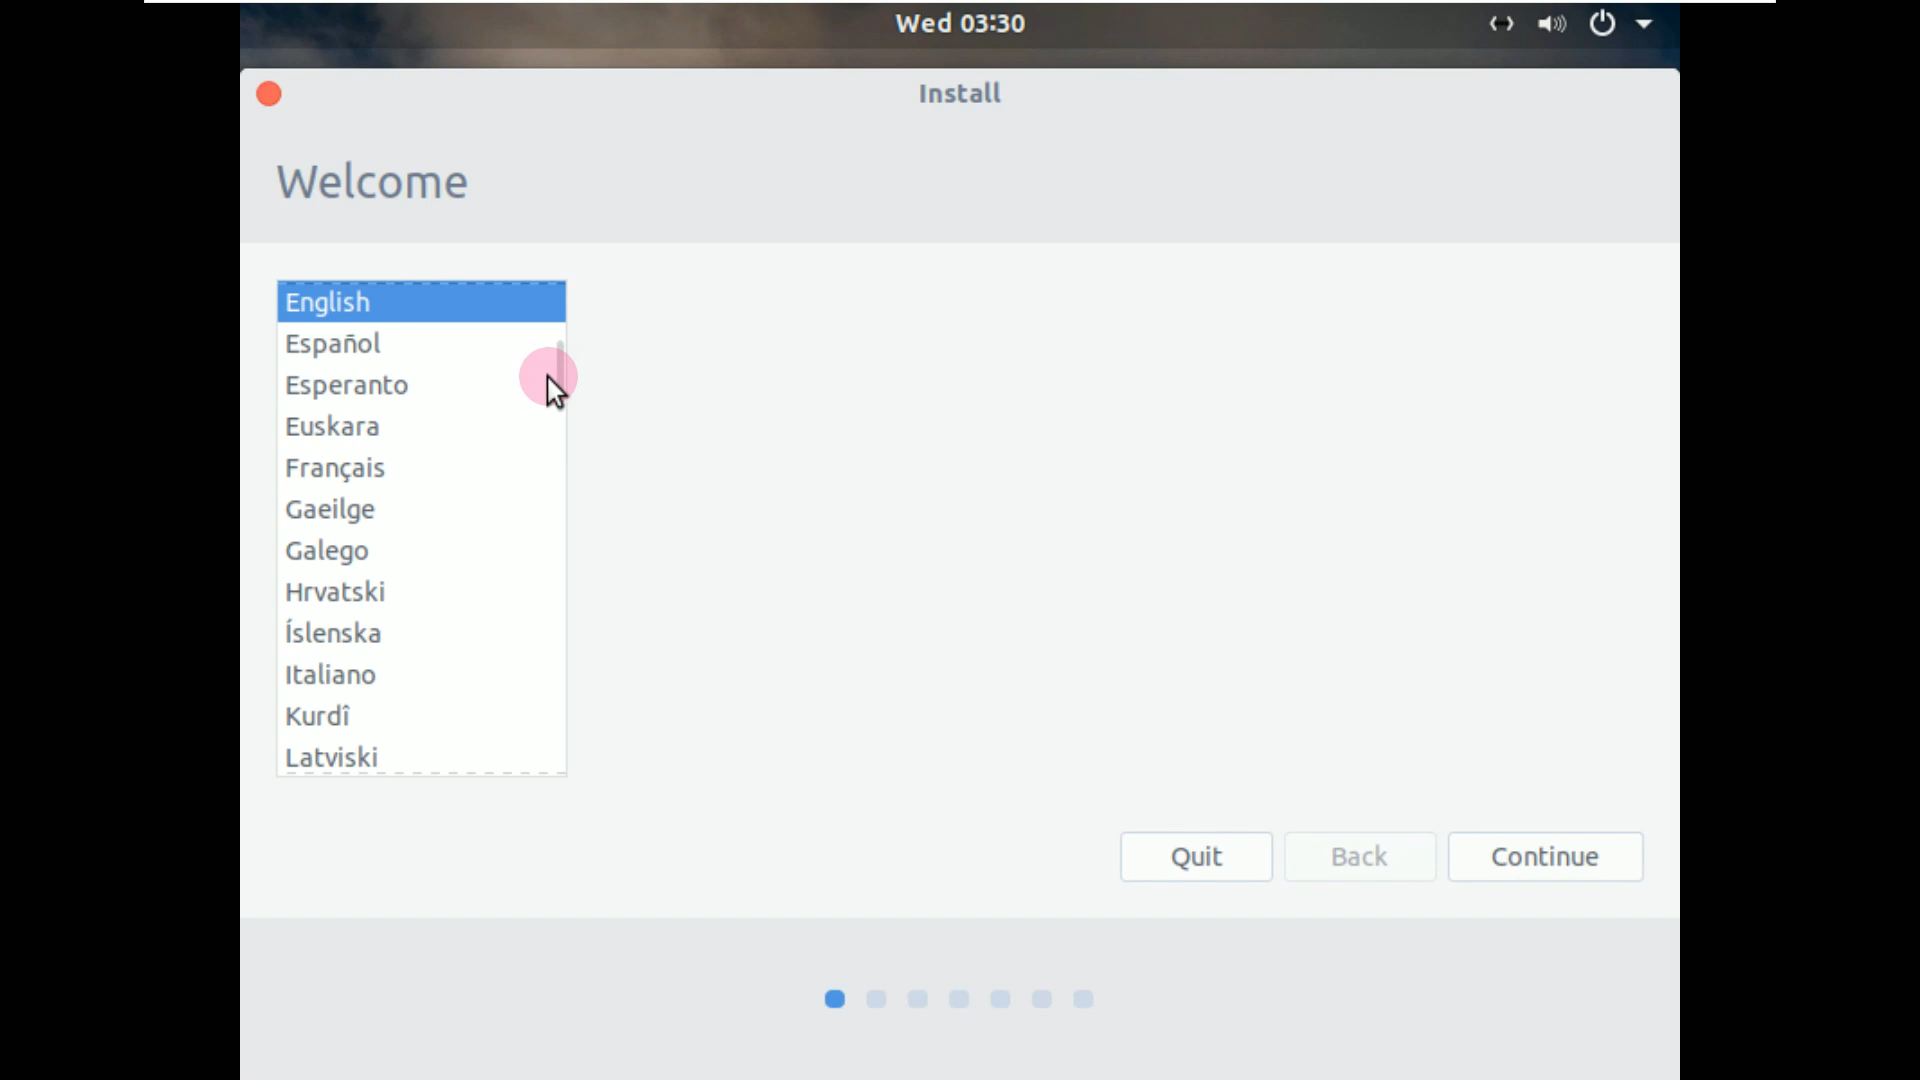 Wed 03:30
Install
Welcome
English
Español
Esperanto
Euskara
Français
Gaeilge
Galego
Hrvatski
Íslenska
Italiano
Kurdî
Latviski
Quit
Back
Continue